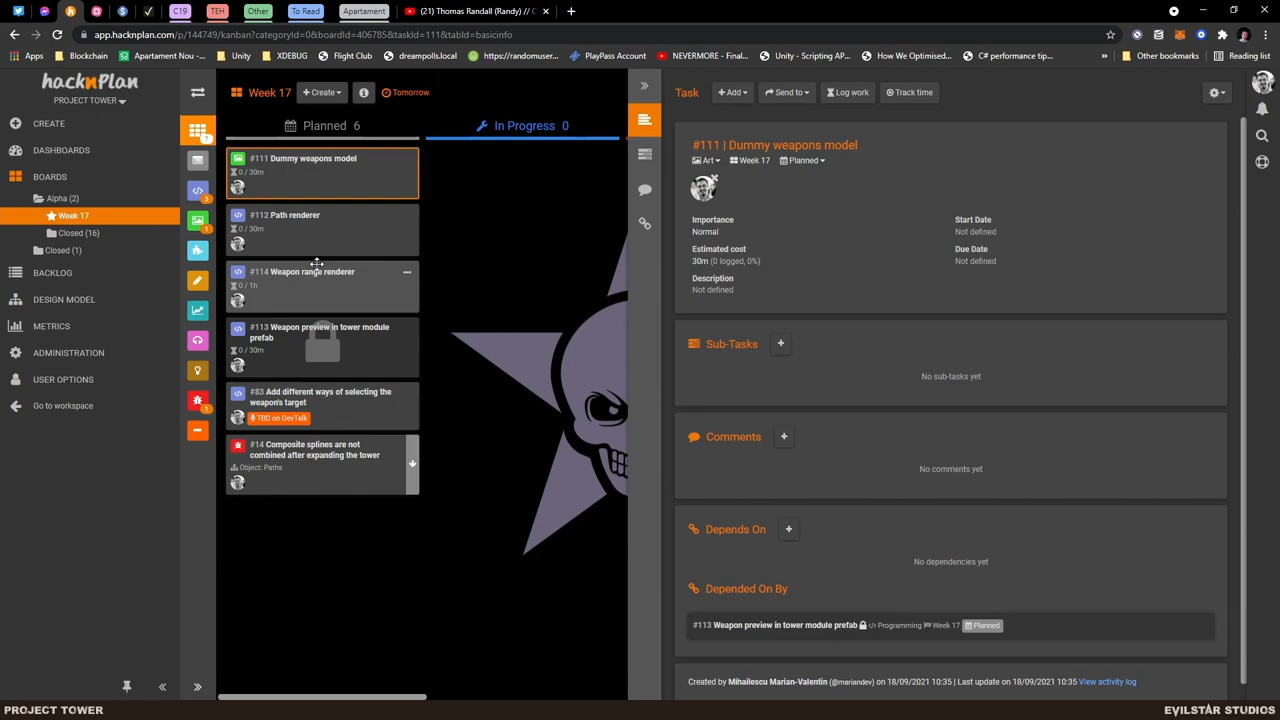 C19
TEH
Other
To Read
Apartament
(21) Thomas Randall (Randy) // C
app.hacknplan.com/p/144749/kanban?categoryId=0&boardId=406785&taskId=111&tabId=basicinfo
Apps
Blockchain
Apartament Nou -...
Unity
XDEBUG
Flight Club
dreampolls.local
https://randomuser...
PlayPass Account
NEVERMORE - Ending...
Unity - Scripting API:
How We Optimised...
C# performance tip...
Other bookmarks
Reading list
hacknPlan
PROJECT TOWER
CREATE
DASHBOARDS
BOARDS
Alpha (2)
Week 17
Closed (16)
Closed (1)
BACKLOG
DESIGN MODEL
METRICS
ADMINISTRATION
USER OPTIONS
Go to workspace
7
3
1
1
Week 17
+ Create
Tomorrow
Planned 6
In Progress 0
#111 Dummy weapons model
0 / 30m
#112 Path renderer
0 / 30m
#114 Weapon range renderer
0 / 1h
#113 Weapon preview in tower module
prefab
0 / 30m
#83 Add different ways of selecting the
weapon's target
TBD on DevTalk
#14 Composite splines are not
combined after expanding the tower
Object: Paths
Task
+ Add
Send to
Log work
Track time
#111 | Dummy weapons model
Art
Week 17
Planned
Importance
Normal
Start Date
Not defined
Estimated cost
30m (0 logged, 0%)
Due Date
Not defined
Description
Not defined
Sub-Tasks
No sub-tasks yet
Comments
No comments yet
Depends On
No dependencies yet
Depended On By
#113 Weapon preview in tower module prefab Programming Week 17 Planned
Created by Mihailescu Marian-Valentin (@mariandev) on 18/09/2021 10:35 | Last update on 18/09/2021 10:35 View activity log
PROJECT TOWER
EVILSTAR STUDIOS